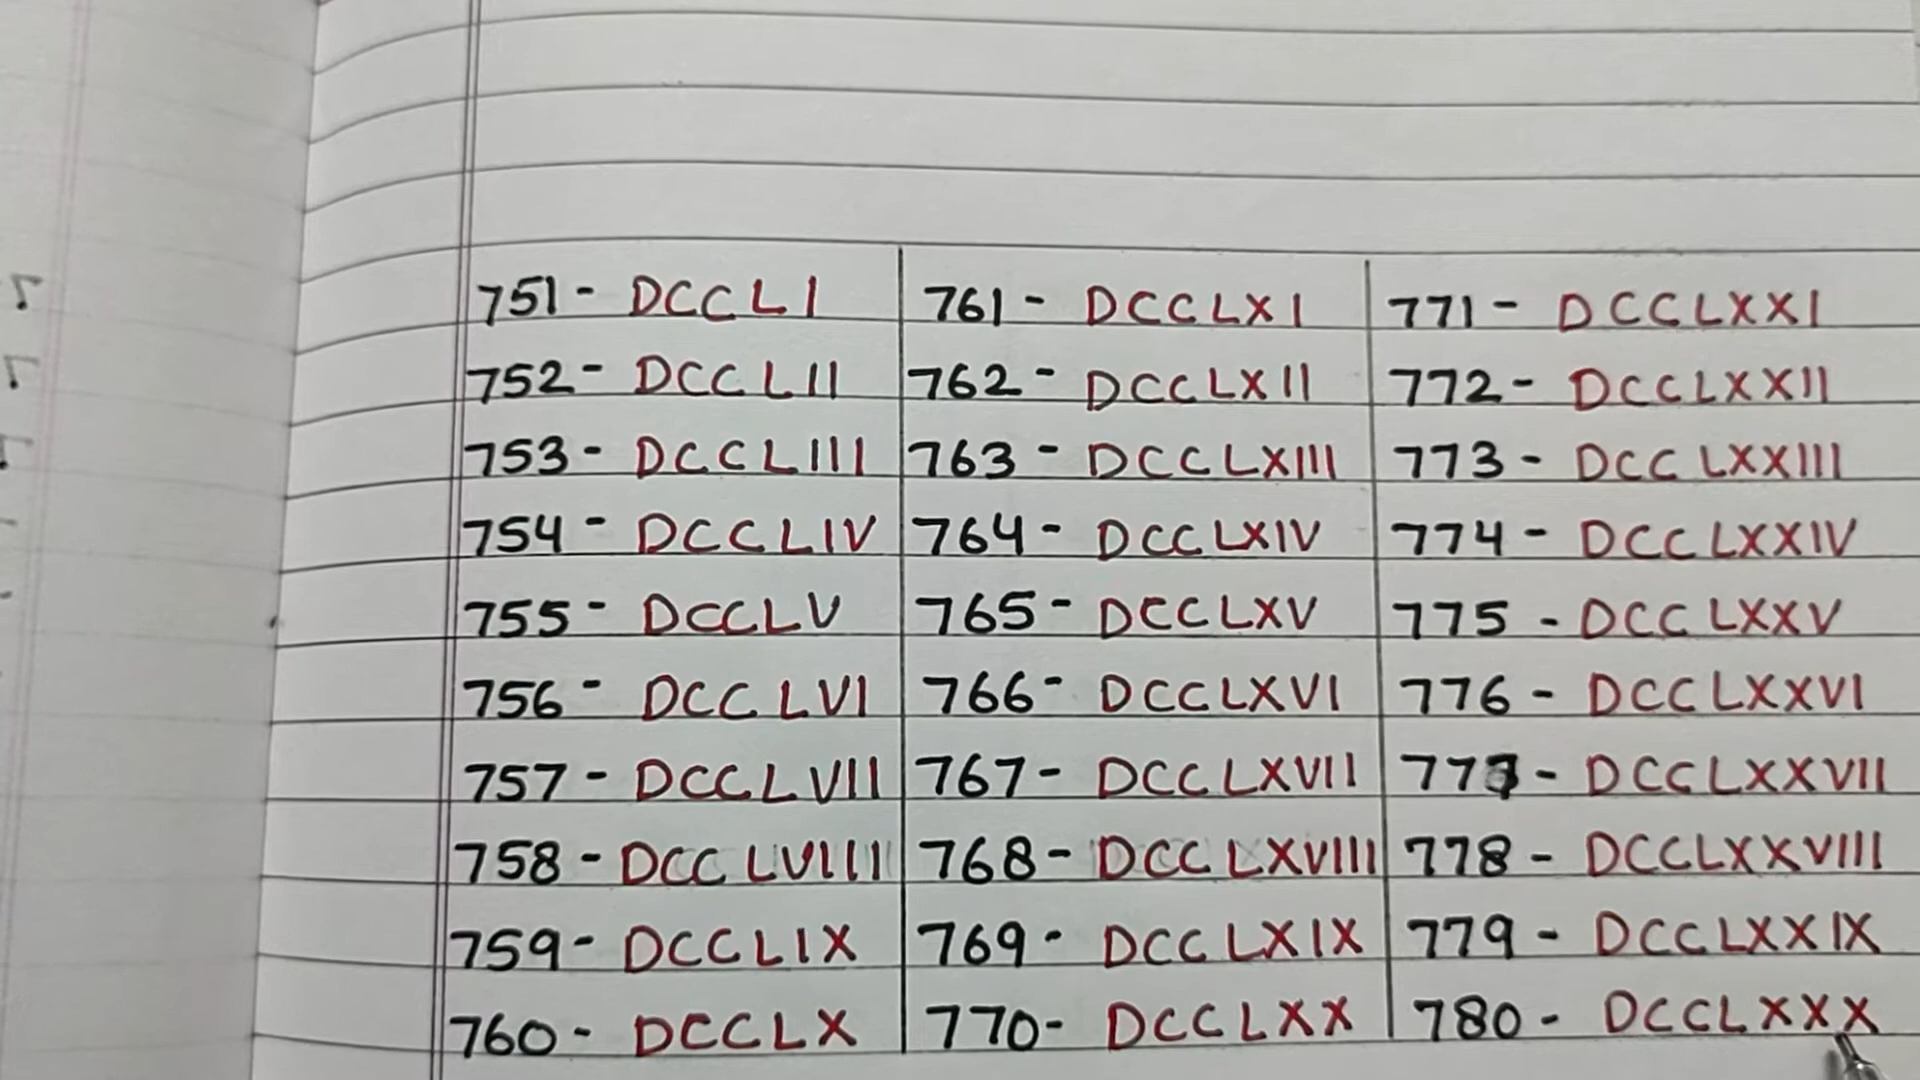 751 - DCCLI
752 - DCCLII
753 - DCCLIII
754 - DCCLIV
755 - DCCLV
756 - DCCLVI
757 - DCCLVII
758 - DCCLVIII
759 - DCCLIX
760 - DCCLX
761 - DCCLXI
762 - DCCLXII
763 - DCCLXIII
764 - DCCLXIV
765 - DCCLXV
766 - DCCLXVI
767 - DCCLXVII
768 - DCCLXVIII
769 - DCCLXIX
770 - DCCLXX
771 - DCCLXXI
772 - DCCLXXII
773 - DCCLXXIII
774 - DCCLXXIV
775 - DCCLXXV
776 - DCCLXXVI
777 - DCCLXXVII
778 - DCCLXXVIII
779 - DCCLXXIX
780 - DCCLXXX